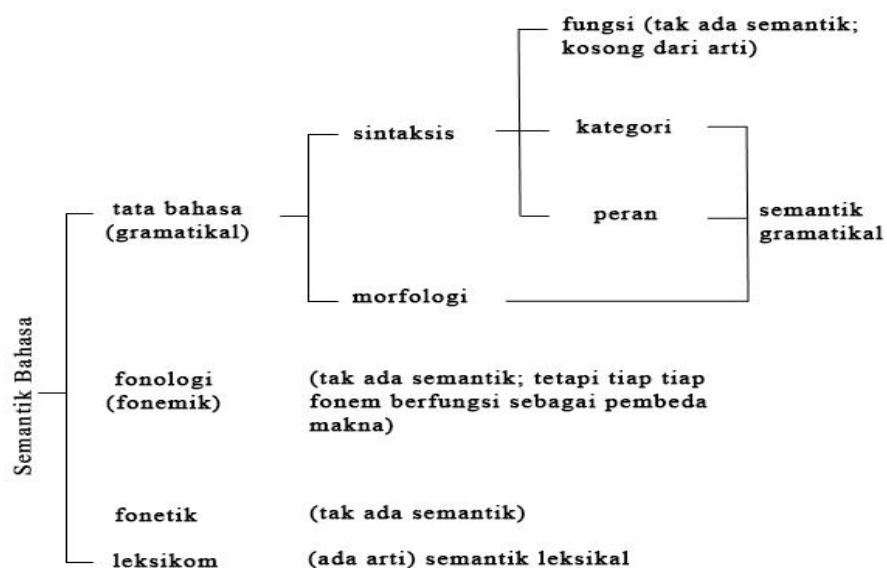 fungsi (tak ada semantik;
kosong dari arti)
sintaksis
kategori
tata bahasa
(gramatikal)
peran
semantik
gramatikal
morfologi
Semantik Bahasa
fonologi
(fonemik)
(tak ada semantik; tetapi tiap tiap
fonem berfungsi sebagai pembeda
makna)
fonetik
(tak ada semantik)
leksikom
(ada arti) semantik leksikal